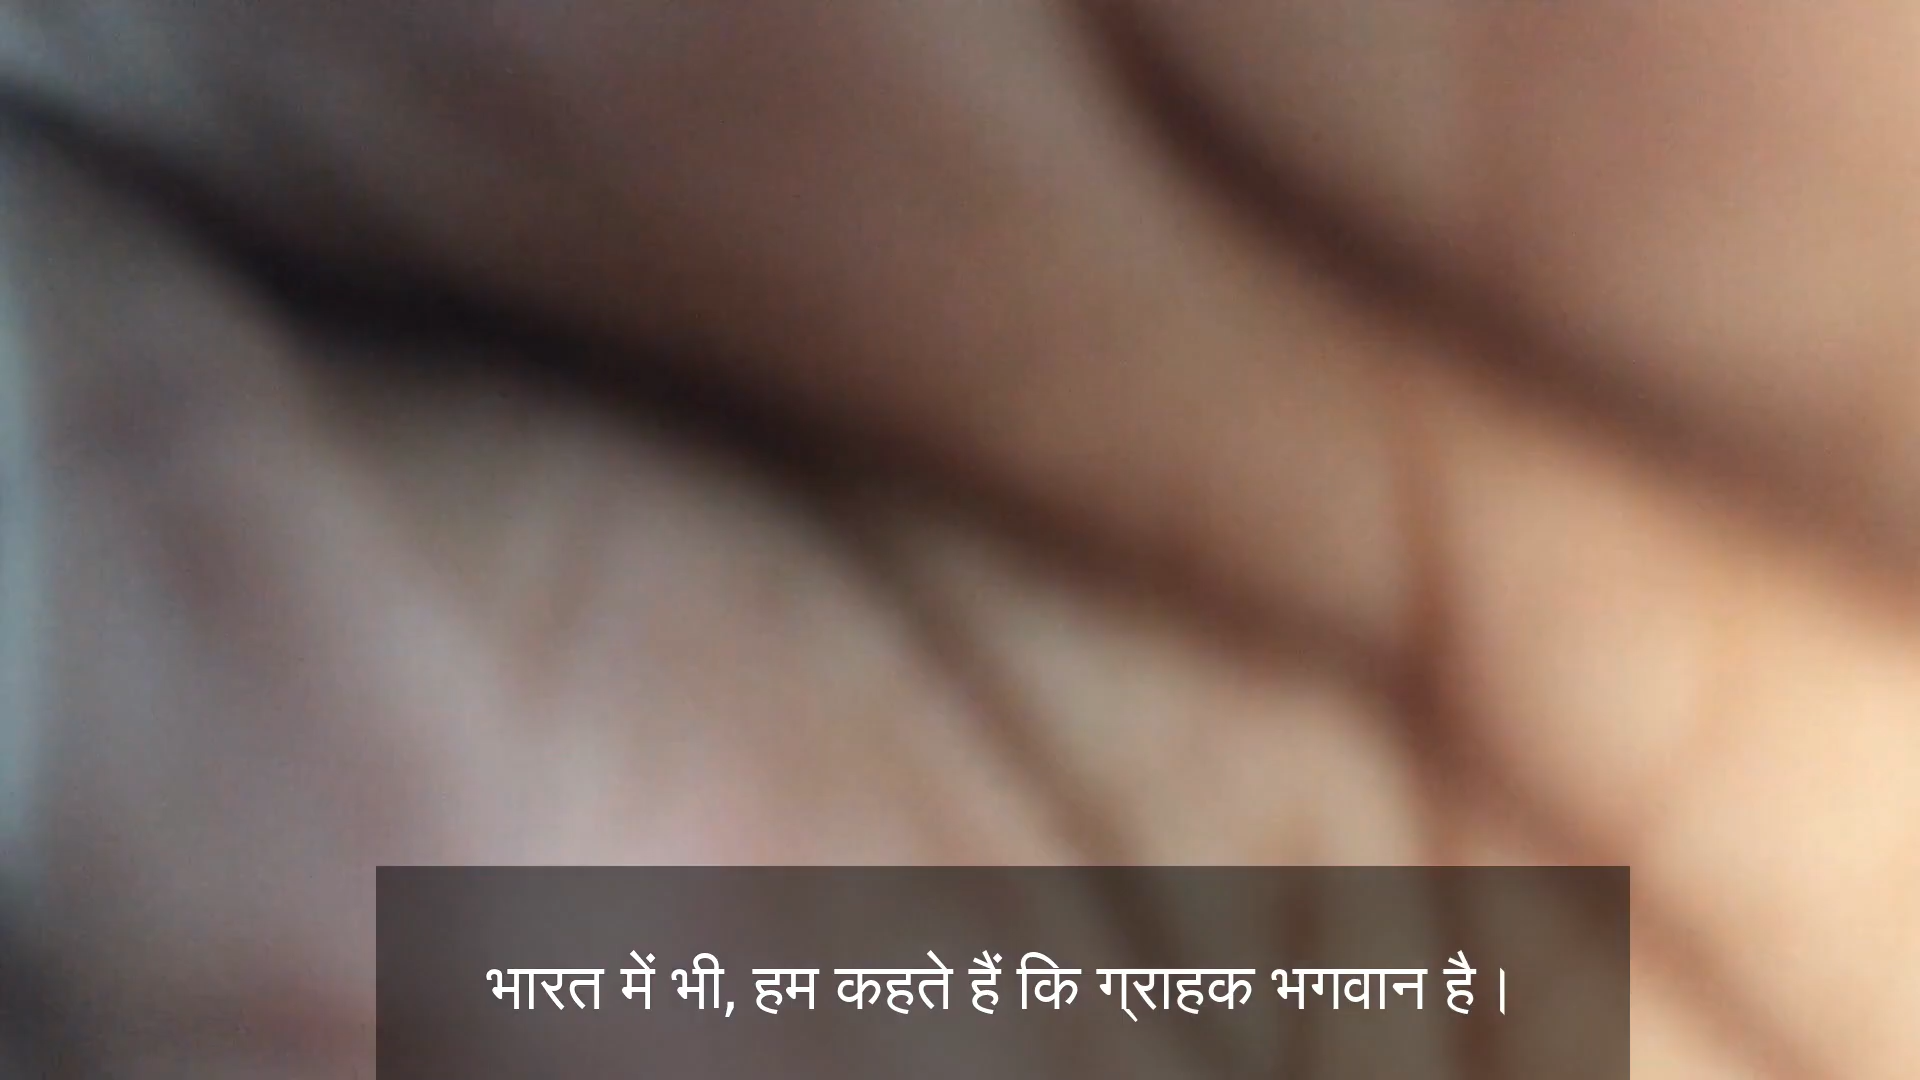 भारत में भी, हम कहते हैं कि ग्राहक भगवान है।